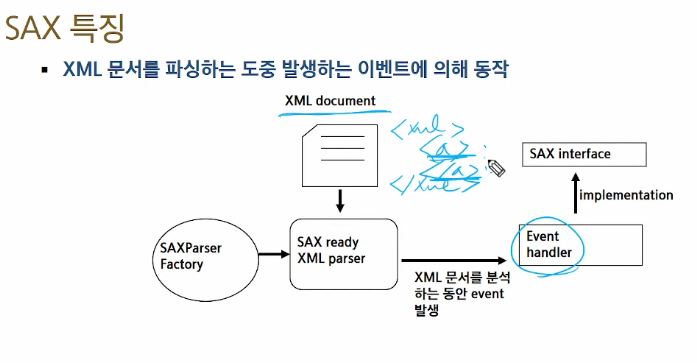 SAX 특징
▪ XML 문서를 파싱하는 도중 발생하는 이벤트에 의해 동작
XML document
<xml>
<a>:
</a>
</xml>
SAX interface
implementation
SAXParser
Factory
SAX ready
XML parser
Event
handler
XML 문서를 분석
하는 동안 event
발생